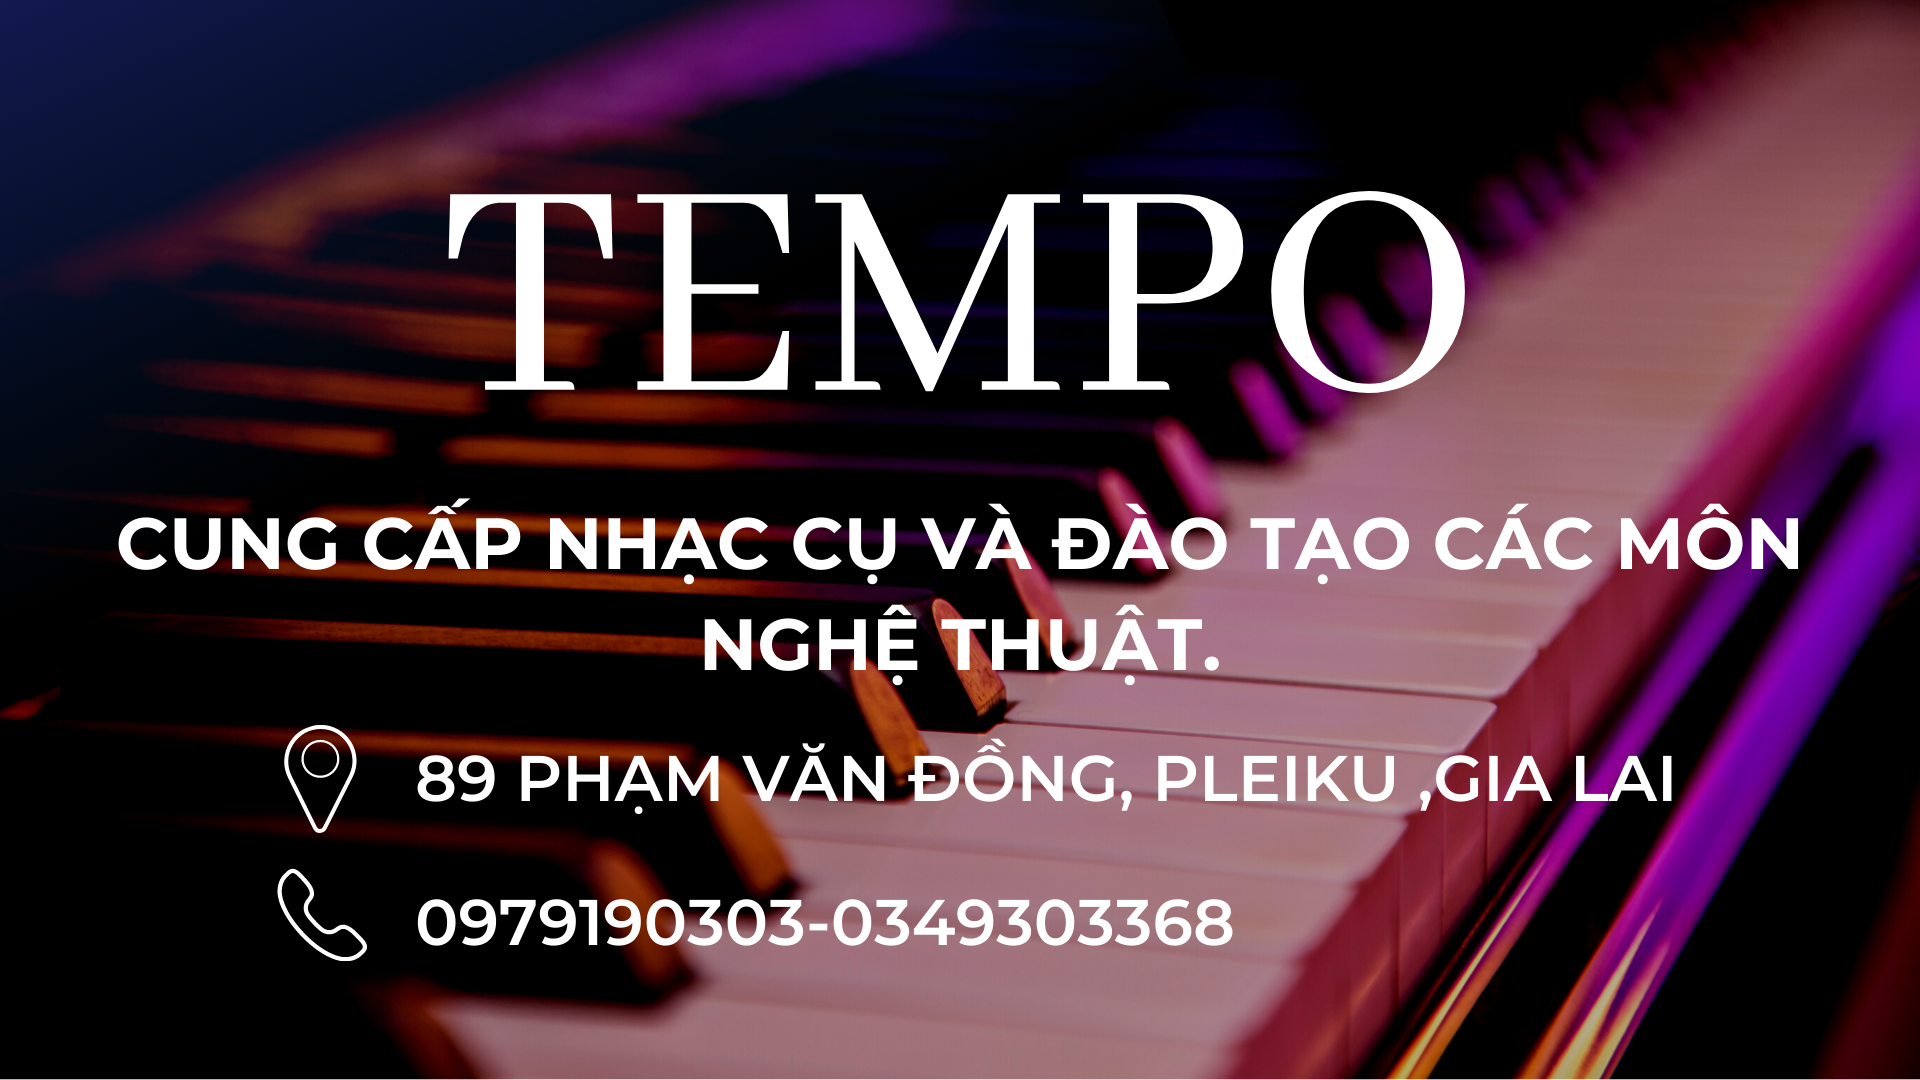 TEMPO
CUNG CẤP NHẠC CỤ VÀ ĐÀO TẠO CÁC MÔN
NGHỆ THUẬT.
89 PHẠM VĂN ĐỒNG, PLEIKU ,GIA LAI
0979190303-0349303368